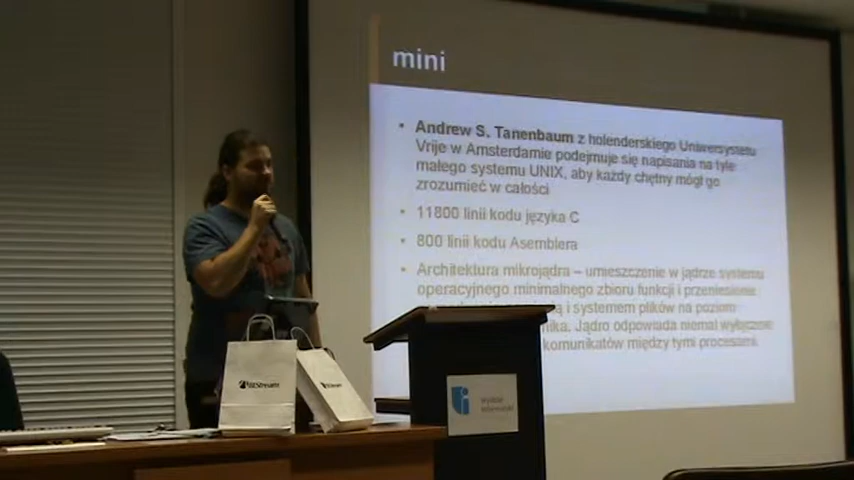 mini
• Andrew S. Tanenbaum z holenderskiego Uniwersystetu
Vrije w Amsterdamie podejmuje się napisania na tyle
małego systemu UNIX, aby każdy chętny mógł go
zrozumieć w całości
• 11800 linii kodu języka C
• 800 linii kodu Asemblera
• Architektura mikrojądra – umieszczenie w jądrze systemu
operacyjnego minimalnego zbioru funkcji i przeniesienie
i systemem plików na poziom
Jądro odpowiada niemal wyłącznie
komunikatów między tymi procesami.
Wydział
Informatyki